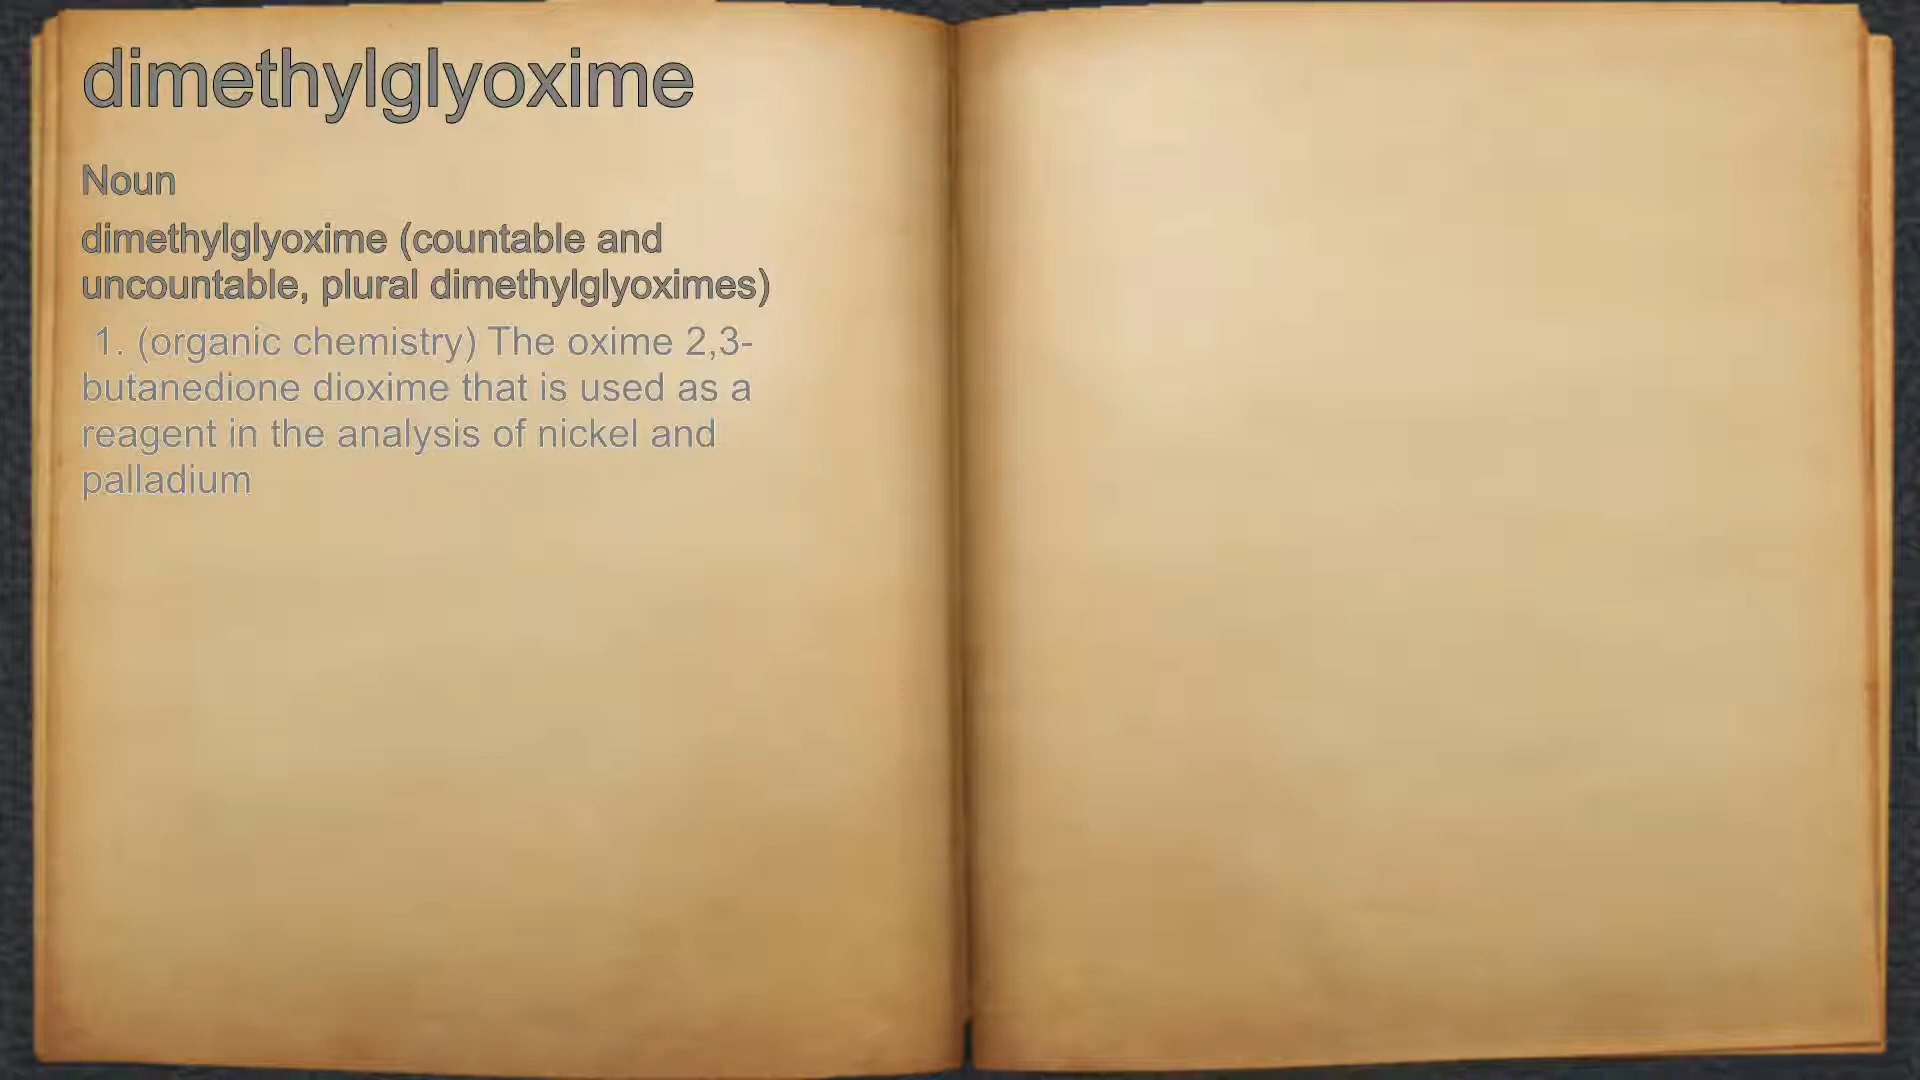 dimethylglyoxime
Noun
dimethylglyoxime (countable and
uncountable, plural dimethylglyoximes)
1. (organic chemistry) The oxime 2,3-
butanedione dioxime that is used as a
reagent in the analysis of nickel and
palladium